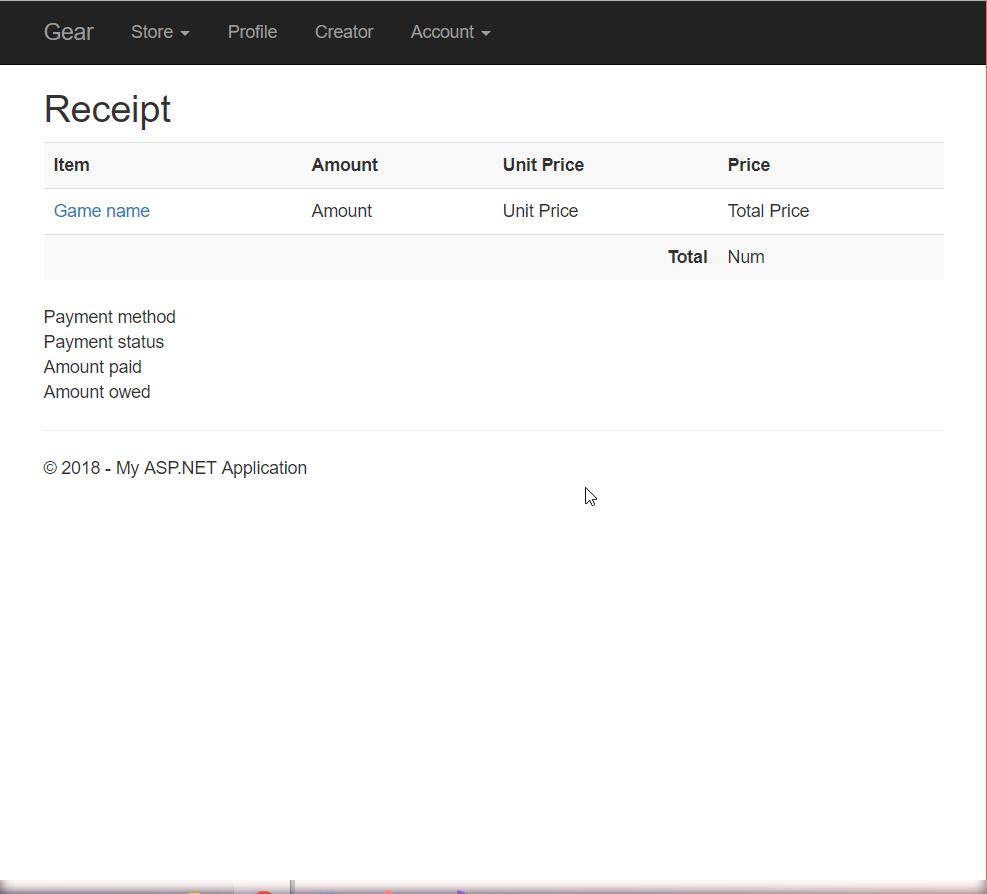 Gear Store Profile Creator Account
Receipt
Item Amount Unit Price Price
Game name Amount Unit Price Total Price
Total Num
Payment method
Payment status
Amount paid
Amount owed
© 2018 - My ASP.NET Application